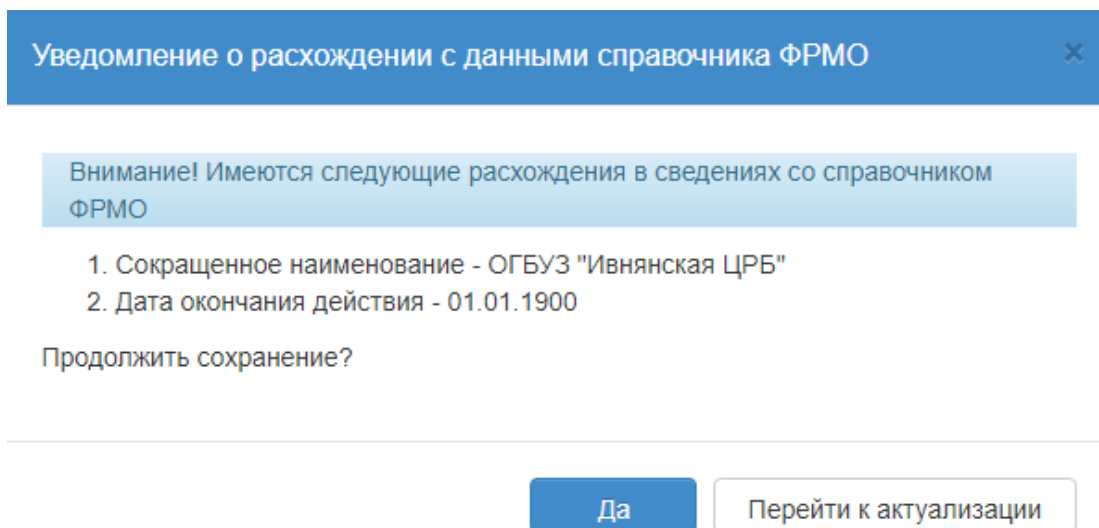 Уведомление о расхождении с данными справочника ФРМО ×
Внимание! Имеются следующие расхождения в сведениях со справочником
ФРМО
1. Сокращенное наименование - ОГБУЗ "Ивнянская ЦРБ"
2. Дата окончания действия - 01.01.1900
Продолжить сохранение?
Да Перейти к актуализации